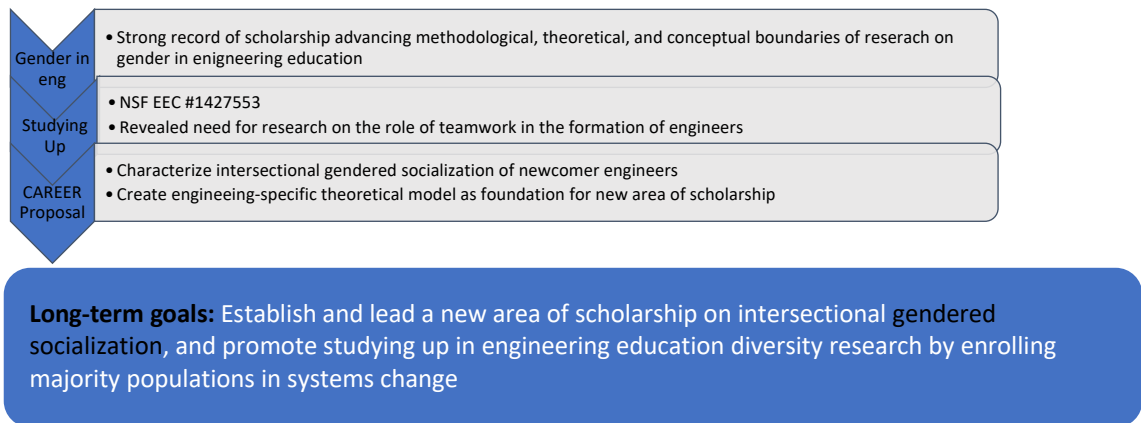 Gender in
eng
• Strong record of scholarship advancing methodological, theoretical, and conceptual boundaries of reserach on
gender in enigneering education
Studying
Up
• NSF EEC #1427553
• Revealed need for research on the role of teamwork in the formation of engineers
CAREER
Proposal
• Characterize intersectional gendered socialization of newcomer engineers
• Create engineeing-specific theoretical model as foundation for new area of scholarship
Long-term goals: Establish and lead a new area of scholarship on intersectional gendered
socialization, and promote studying up in engineering education diversity research by enrolling
majority populations in systems change